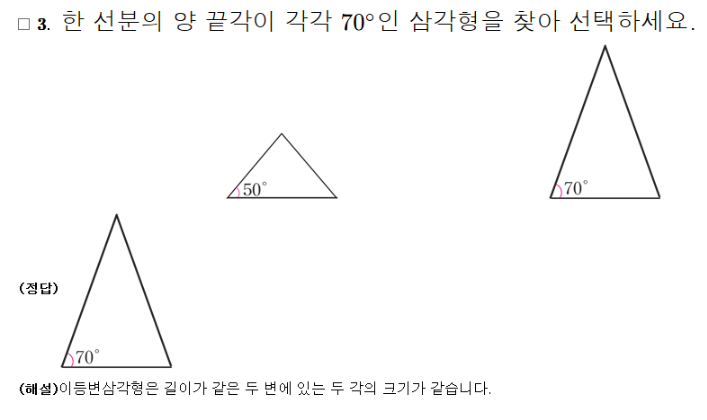 □ 3. 한 선분의 양 끝각이 각각 70°인 삼각형을 찾아 선택하세요.
50°
70°
(정답)
70°
(해설)이등변삼각형은 길이가 같은 두 변에 있는 두 각의 크기가 같습니다.